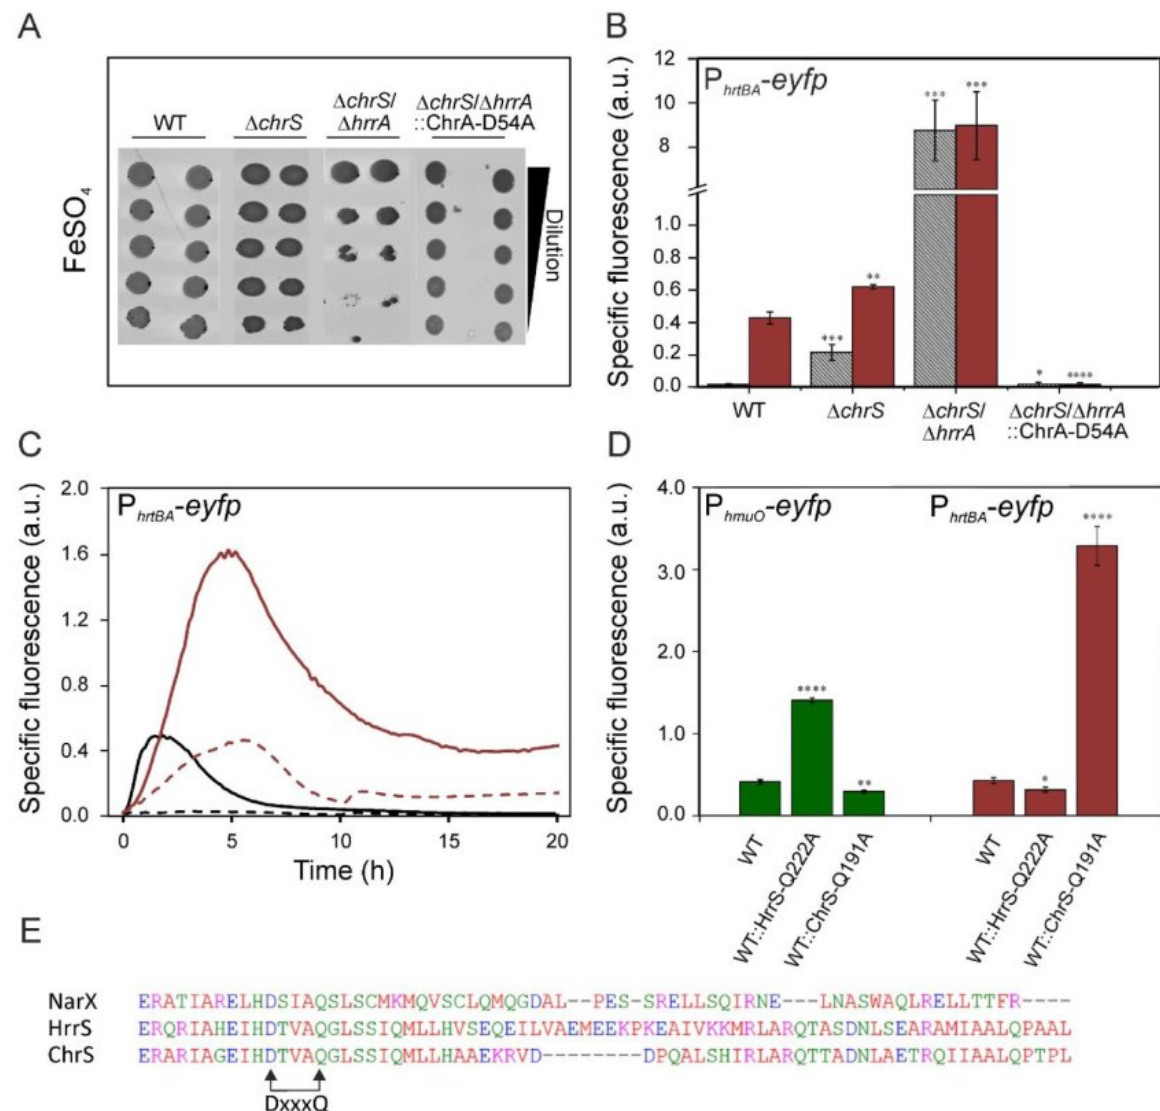 A
WT
ΔchrS
ΔchrS/
ΔhrrA
ΔchrS/ΔhrrA
::ChrA-D54A
FeSO₄
Dilution
B
PhrtBA-eyfp
Specific fluorescence (a.u.)
12
8
4
1.0
0.8
0.6
0.4
0.2
0.0
***
**
***
***
*
****
WT
ΔchrS
ΔchrS/
ΔhrrA
ΔchrS/ΔhrrA
::ChrA-D54A
C
PhrtBA-eyfp
Specific fluorescence (a.u.)
2.0
1.6
1.2
0.8
0.4
0.0
0
5
10
15
20
Time (h)
D
PhmuO-eyfp
PhrtBA-eyfp
Specific fluorescence (a.u.)
4.0
3.0
2.0
1.0
0.0
****
**
*
****
WT
WT::HrrS-Q222A
WT::ChrS-Q191A
WT
WT::HrrS-Q222A
WT::ChrS-Q191A
E
NarX ERATIARELHDSIAQSLSCMKMQVSCLQMQGDAL--PES-SRELLSQIRNE---LNASWAQLRELLTTFR----
HrrS ERQRIAHEIHDTVAQGLSSIQMLLHVSEQEILVAEMEEKPKEAIVKKMRLARQTASDNLSEARAMIAALQPAAL
ChrS ERARIAGEIHDTVAQGLSSIQMLLHAAEKRVD---------DPQALSHIRLARQTTADNLAETRQIIAALQPTPL
DxxxQ